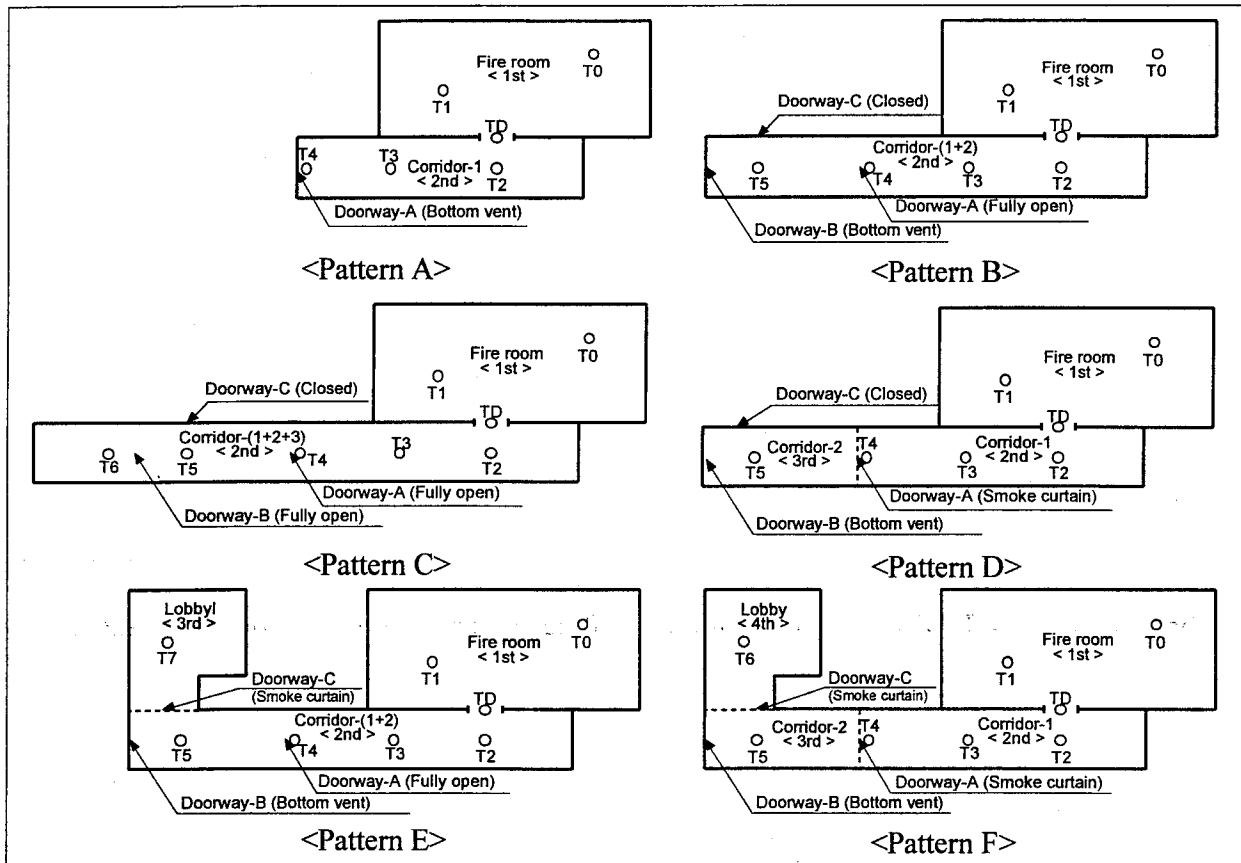 Fire room
< 1st >
T0
T1
TD
T4
T3
Corridor-1
< 2nd >
T2
Doorway-A (Bottom vent)
<Pattern A>
Fire room
< 1st >
T0
T1
Doorway-C (Closed)
TD
Corridor-(1+2)
< 2nd >
T5
T4
T3
T2
Doorway-A (Fully open)
Doorway-B (Bottom vent)
<Pattern B>
Fire room
< 1st >
T0
T1
Doorway-C (Closed)
TD
Corridor-(1+2+3)
< 2nd >
T3
T6
T5
T4
T2
Doorway-A (Fully open)
Doorway-B (Fully open)
<Pattern C>
Fire room
< 1st >
T0
T1
Doorway-C (Closed)
TD
Corridor-2
< 3rd >
T4
Corridor-1
< 2nd >
T5
T3
T2
Doorway-A (Smoke curtain)
Doorway-B (Bottom vent)
<Pattern D>
Lobbyl
< 3rd >
T7
Fire room
< 1st >
T0
T1
Doorway-C
(Smoke curtain)
TD
Corridor-(1+2)
< 2nd >
T5
T4
T3
T2
Doorway-A (Fully open)
Doorway-B (Bottom vent)
<Pattern E>
Lobby
< 4th >
T6
Fire room
< 1st >
T0
T1
Doorway-C
(Smoke curtain)
TD
Corridor-2
< 3rd >
T4
Corridor-1
< 2nd >
T5
T3
T2
Doorway-A (Smoke curtain)
Doorway-B (Bottom vent)
<Pattern F>